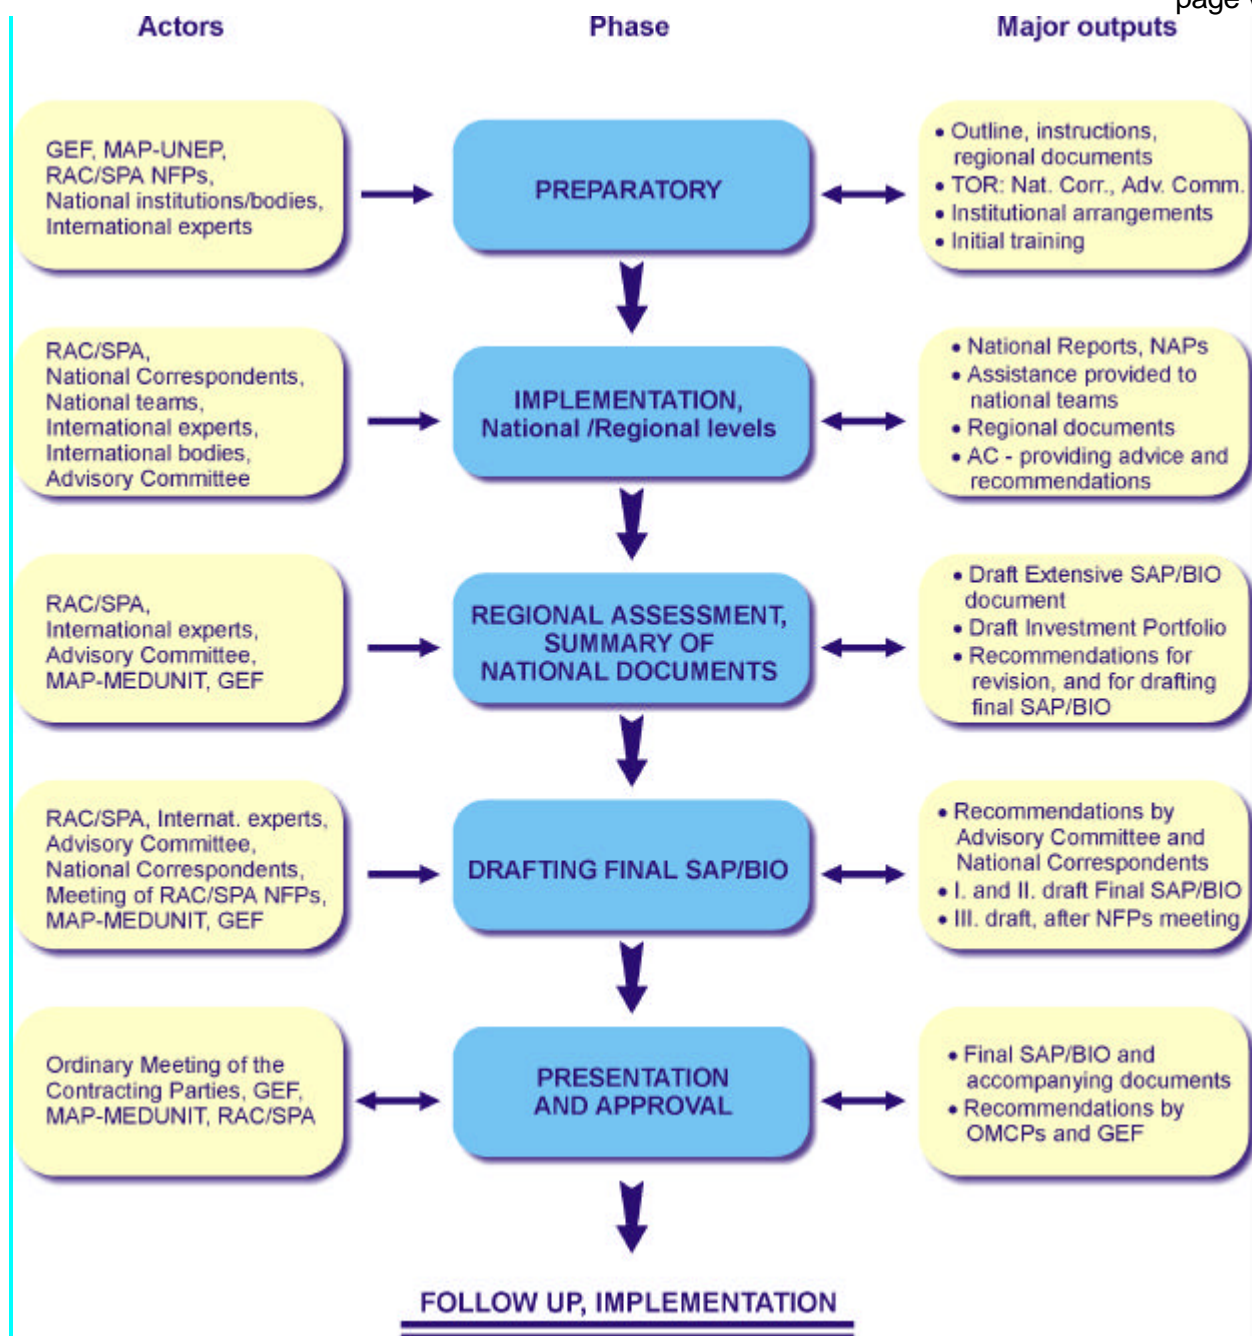 page
Actors
Phase
Major outputs
GEF, MAP-UNEP,
RAC/SPA NFPs,
National institutions/bodies,
International experts
PREPARATORY
• Outline, instructions,
regional documents
• TOR: Nat. Corr., Adv. Comm.
• Institutional arrangements
• Initial training
RAC/SPA,
National Correspondents,
National teams,
International experts,
International bodies,
Advisory Committee
IMPLEMENTATION,
National /Regional levels
• National Reports, NAPs
• Assistance provided to
national teams
• Regional documents
• AC - providing advice and
recommendations
RAC/SPA,
International experts,
Advisory Committee,
MAP-MEDUNIT, GEF
REGIONAL ASSESSMENT,
SUMMARY OF
NATIONAL DOCUMENTS
• Draft Extensive SAP/BIO
document
• Draft Investment Portfolio
• Recommendations for
revision, and for drafting
final SAP/BIO
RAC/SPA, Internat. experts,
Advisory Committee,
National Correspondents,
Meeting of RAC/SPA NFPs,
MAP-MEDUNIT, GEF
DRAFTING FINAL SAP/BIO
• Recommendations by
Advisory Committee and
National Correspondents
• I. and II. draft Final SAP/BIO
• III. draft, after NFPs meeting
Ordinary Meeting of the
Contracting Parties, GEF,
MAP-MEDUNIT, RAC/SPA
PRESENTATION
AND APPROVAL
• Final SAP/BIO and
accompanying documents
• Recommendations by
OMCPs and GEF
FOLLOW UP, IMPLEMENTATION